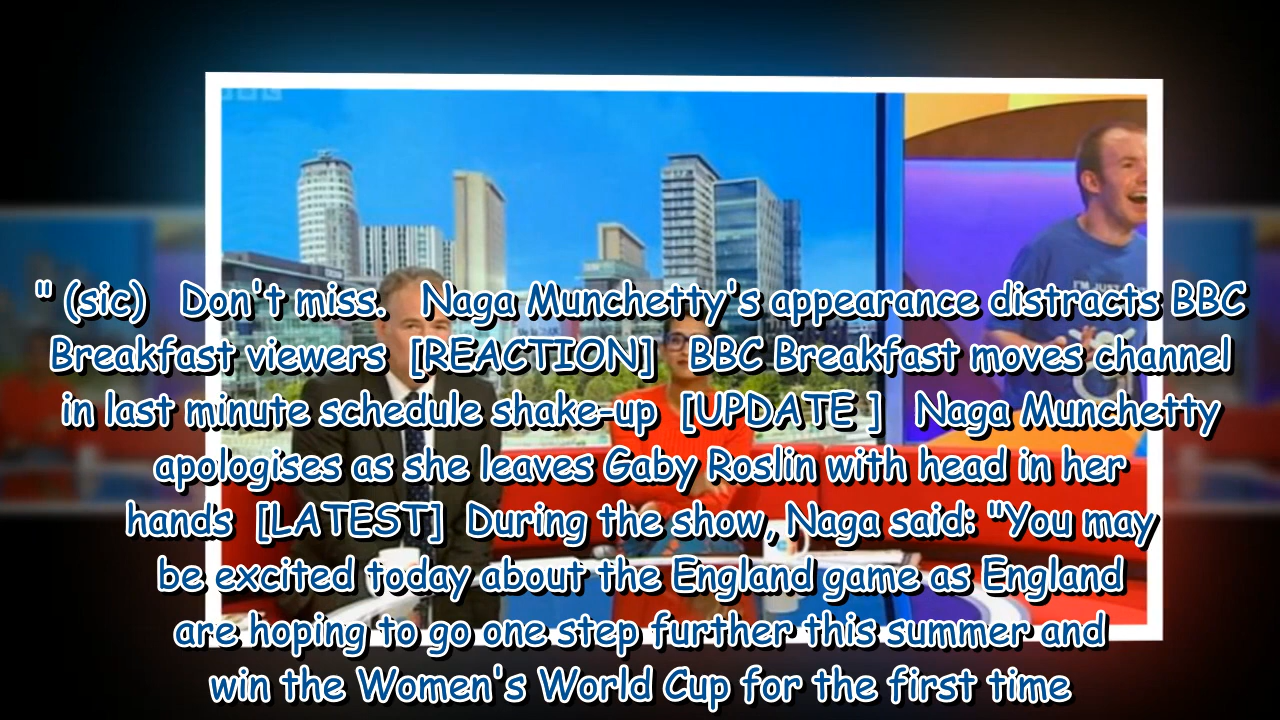 BBC
I'M JUST
" (sic) Don't miss. Naga Munchetty's appearance distracts BBC
Breakfast viewers [REACTION] BBC Breakfast moves channel
in last minute schedule shake-up [UPDATE ] Naga Munchetty
apologises as she leaves Gaby Roslin with head in her
hands [LATEST] During the show, Naga said: "You may
be excited today about the England game as England
are hoping to go one step further this summer and
win the Women's World Cup for the first time